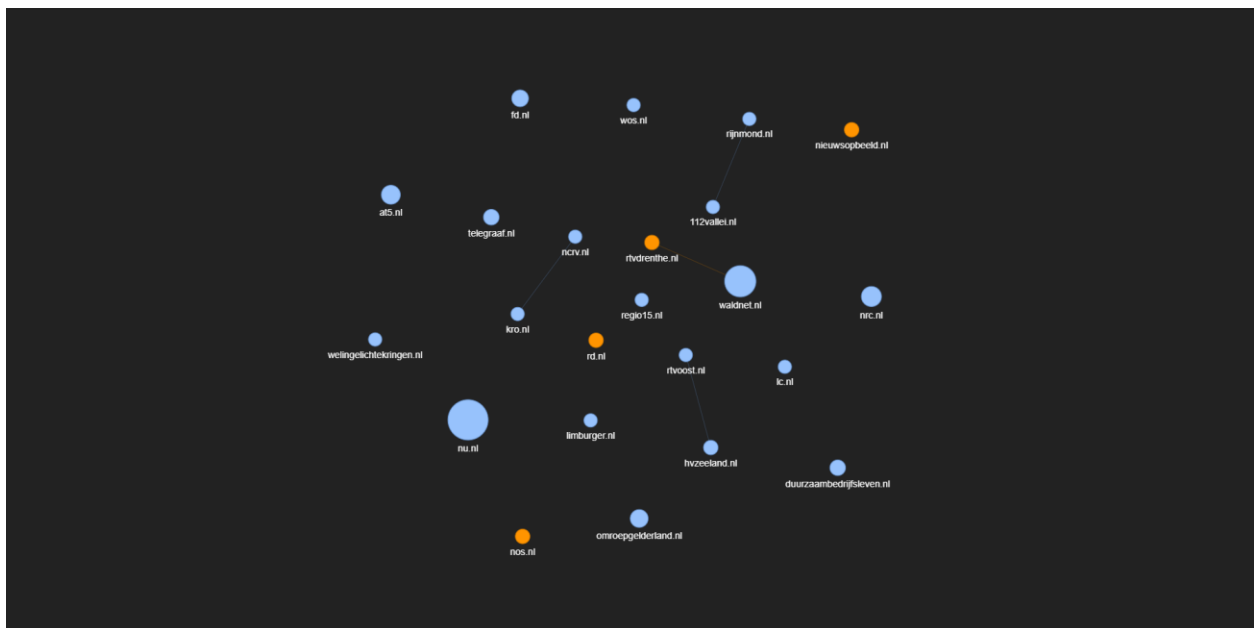 fd.nl
wos.nl
rijnmond.nl
nieuwsopbeeld.nl
at5.nl
telegraaf.nl
112vallei.nl
ncrv.nl
rtvdrenthe.nl
waldnet.nl
nrc.nl
kro.nl
regio15.nl
welingelichtekringen.nl
rd.nl
rtvoost.nl
lc.nl
nu.nl
limburger.nl
hvzeeland.nl
duurzaambedrijfsleven.nl
nos.nl
omroepgelderland.nl